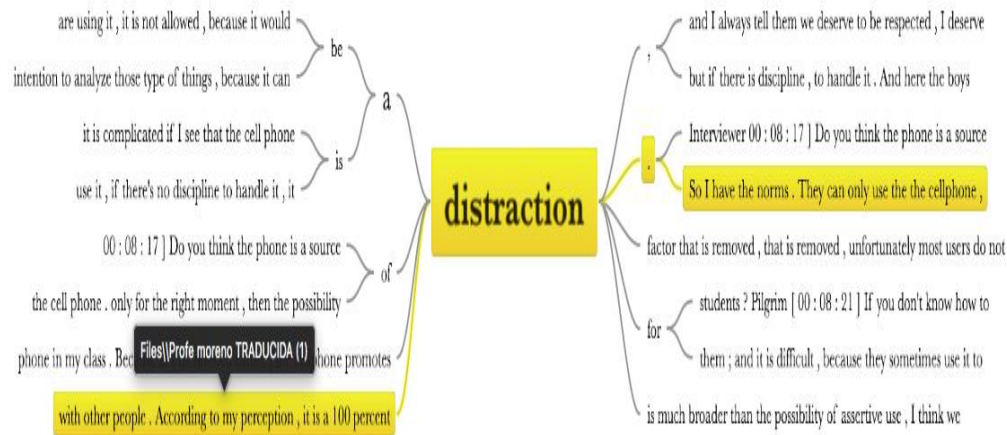 are using it , it is not allowed , because it would
be
intention to analyze those type of things , because it can
a
it is complicated if I see that the cell phone
is
use it , if there's no discipline to handle it , it
00 : 08 : 17 ] Do you think the phone is a source
of
the cell phone . only for the right moment , then the possibility
phone in my class . Bec
Files\\Profe moreno TRADUCIDA (1)
phone promotes
with other people . According to my perception , it is a 100 percent
distraction
and I always tell them we deserve to be respected , I deserve
,
but if there is discipline , to handle it . And here the boys
Interviewer 00 : 08 : 17 ] Do you think the phone is a source
.
So I have the norms . They can only use the the cellphone ,
factor that is removed , that is removed , unfortunately most users do not
students ? Pilgrim [ 00 : 08 : 21 ] If you don't know how to
for
them ; and it is difficult , because they sometimes use it to
is much broader than the possibility of assertive use , I think we